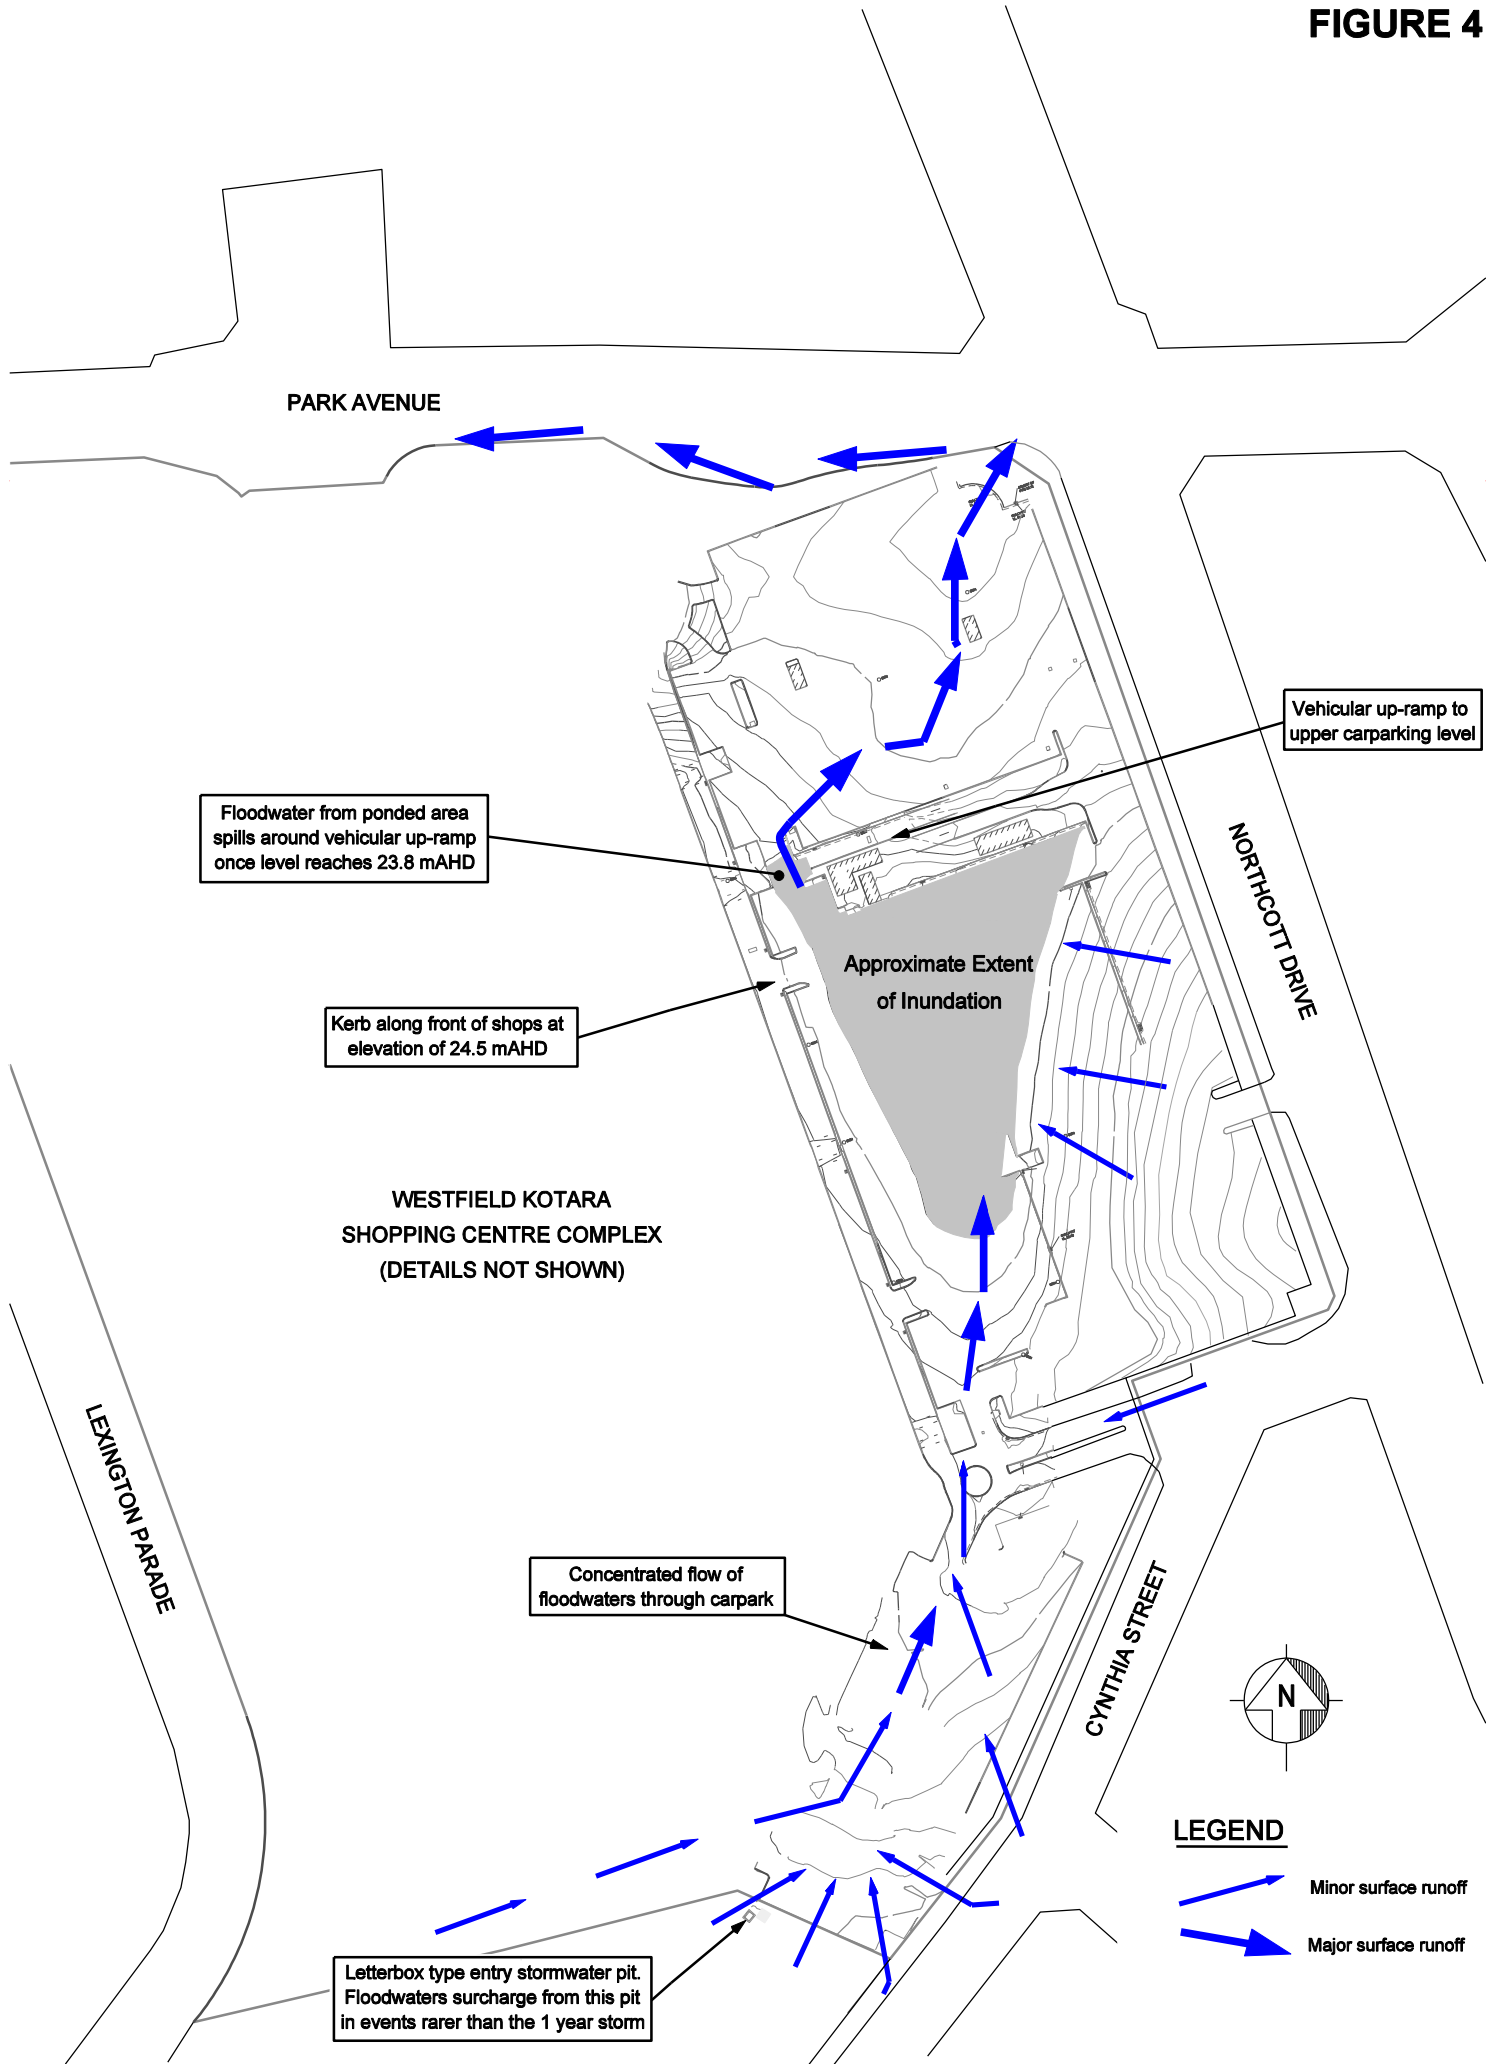 FIGURE 4
PARK AVENUE
Vehicular up-ramp to
upper carparking level
Floodwater from ponded area
spills around vehicular up-ramp
once level reaches 23.8 mAHD
NORTHCOTT DRIVE
Approximate Extent
of Inundation
Kerb along front of shops at
elevation of 24.5 mAHD
WESTFIELD KOTARA
SHOPPING CENTRE COMPLEX
(DETAILS NOT SHOWN)
LEXINGTON PARADE
Concentrated flow of
floodwaters through carpark
CYNTHIA STREET
N
LEGEND
Minor surface runoff
Major surface runoff
Letterbox type entry stormwater pit.
Floodwaters surcharge from this pit
in events rarer than the 1 year storm